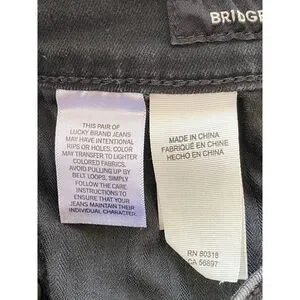 BRIDGE
THIS PAIR OF
LUCKY BRAND JEANS
MAY HAVE INTENTIONAL
RIPS OR HOLES. COLOR
MAY TRANSFER TO LIGHTER
COLORED FABRICS.
AVOID PULLING UP BY
BELT LOOPS, SIMPLY
FOLLOW THE CARE
INSTRUCTIONS TO
ENSURE THAT YOUR
JEANS MAINTAIN THEIR
INDIVIDUAL CHARACTER.
MADE IN CHINA
FABRIQUÉ EN CHINE
HECHO EN CHINA
RN 80318
CA 56897